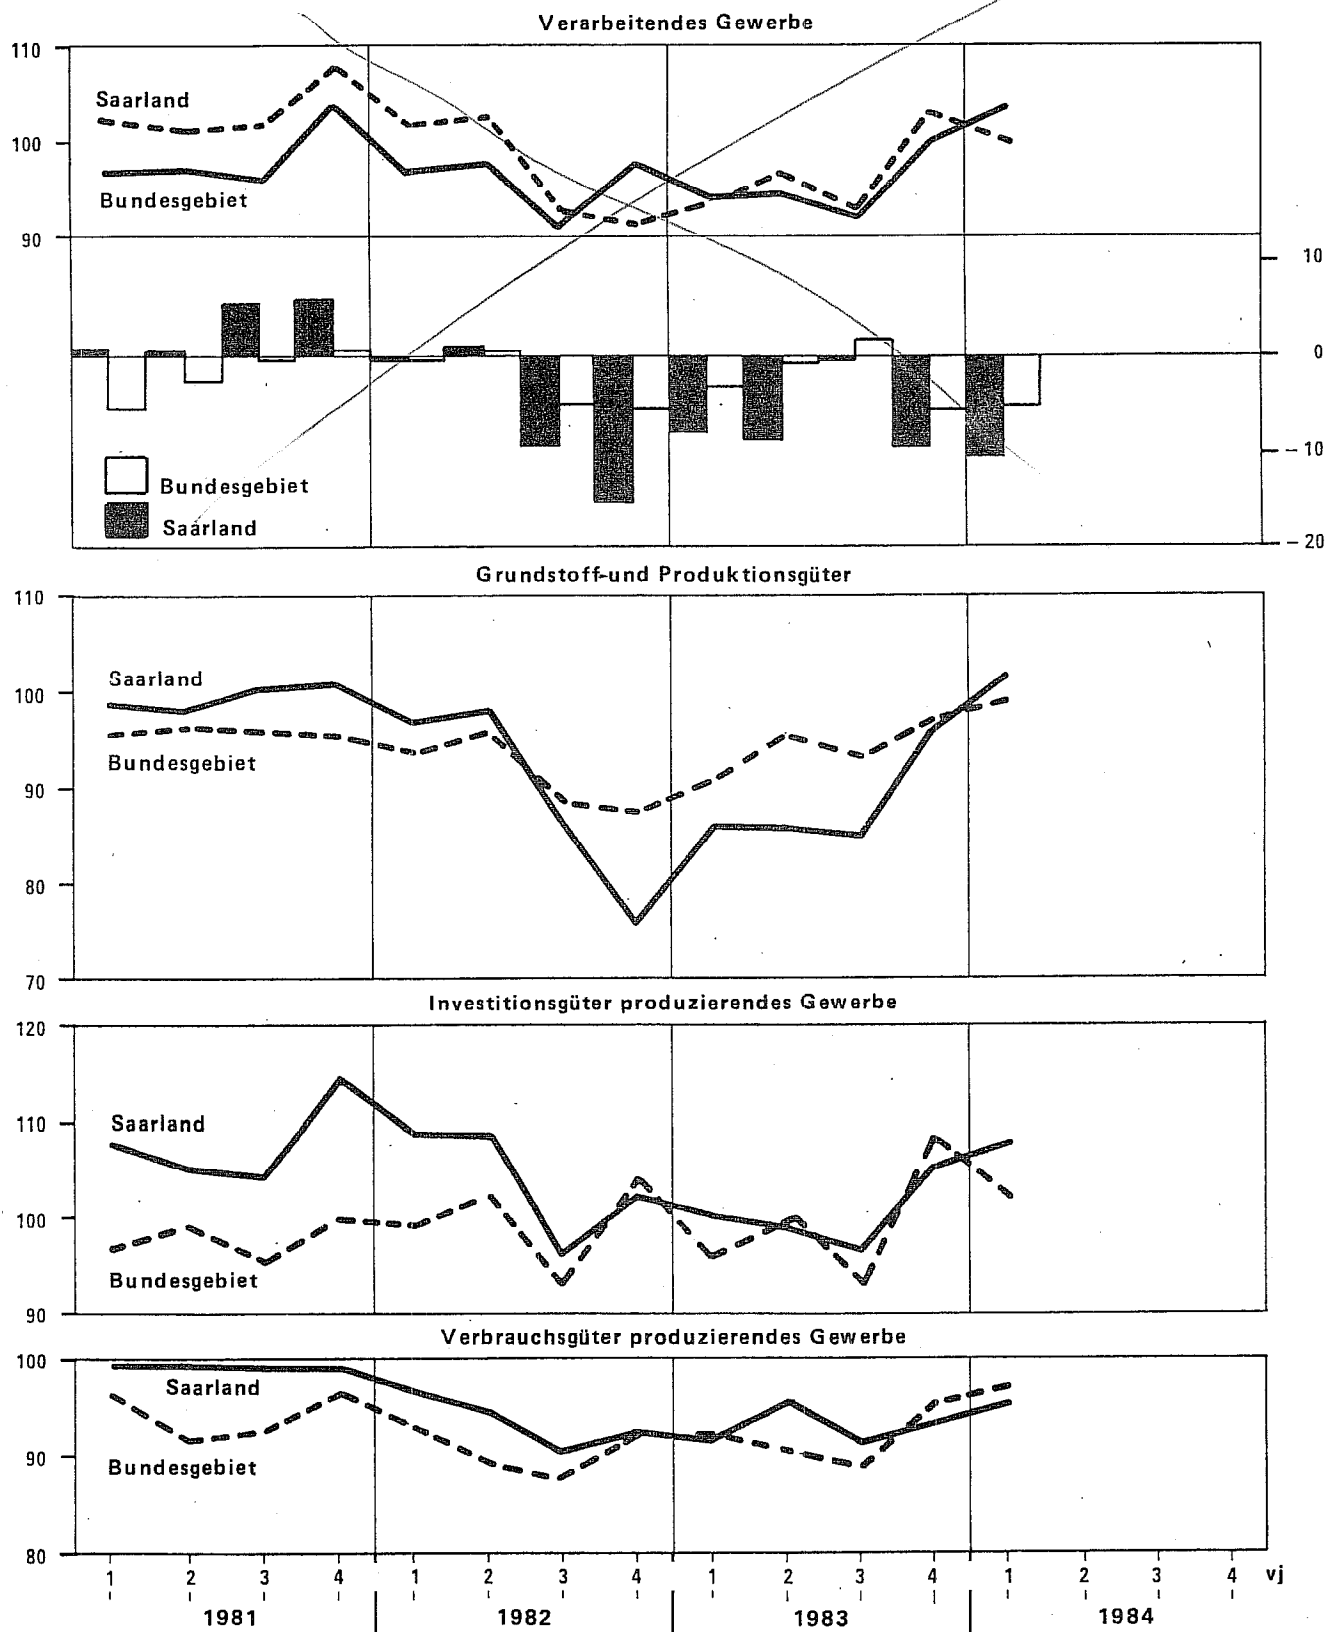 Verarbeitendes Gewerbe
110
100
90
Saarland
Bundesgebiet
10
0
– 10
– 20
Bundesgebiet
Saarland
Grundstoff-und Produktionsgüter
110
100
90
80
70
Saarland
Bundesgebiet
Investitionsgüter produzierendes Gewerbe
120
110
100
90
Saarland
Bundesgebiet
Verbrauchsgüter produzierendes Gewerbe
100
90
80
Saarland
Bundesgebiet
1 2 3 4 1 2 3 4 1 2 3 4 1 2 3 4 vj
1981 1982 1983 1984